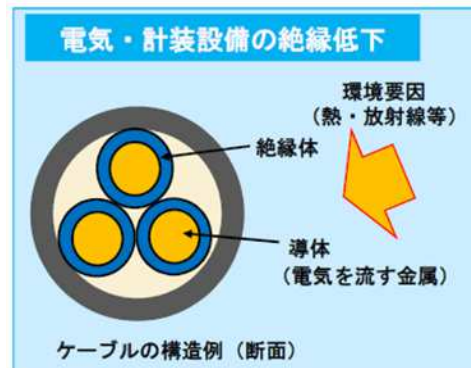 電気・計装設備の絶縁低下
環境要因
（熱・放射線等）
絶縁体
導体
（電気を流す金属）
ケーブルの構造例（断面）